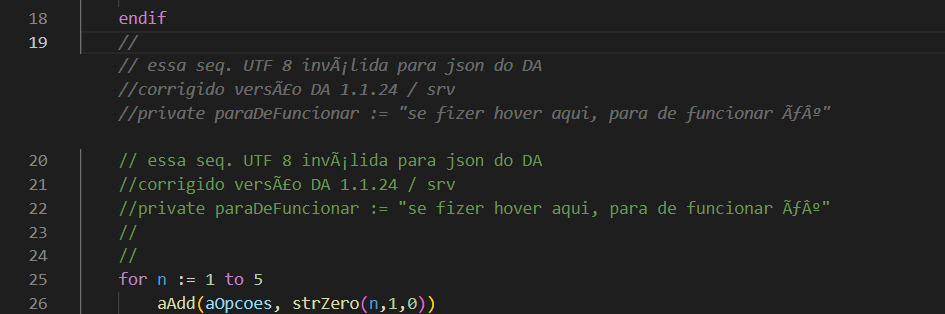 18 endif
19 //
// essa seq. UTF 8 invÃ¡lida para json do DA
//corrigido versÃ£o DA 1.1.24 / srv
//private paraDeFuncionar := "se fizer hover aqui, para de funcionar ÃƒÂº"
20 // essa seq. UTF 8 invÃ¡lida para json do DA
21 //corrigido versÃ£o DA 1.1.24 / srv
22 //private paraDeFuncionar := "se fizer hover aqui, para de funcionar ÃƒÂº"
23 //
24 //
25 for n := 1 to 5
26 aAdd(aOpcoes, strZero(n,1,0))